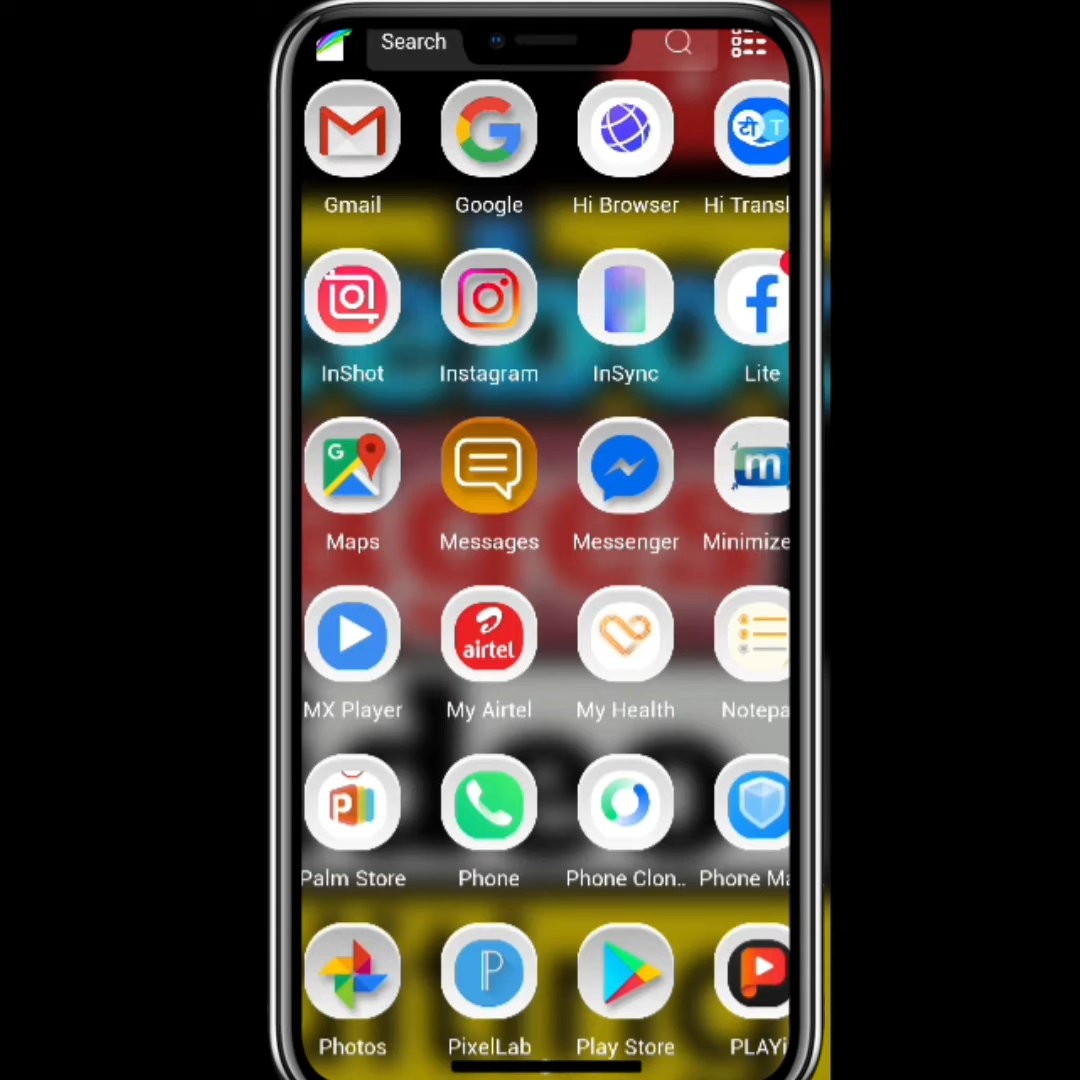 Search
टी T
Gmail Google Hi Browser Hi Transl
InShot Instagram InSync Lite
G
m
Maps Messages Messenger Minimize
airtel
MX Player My Airtel My Health Notepa
P
Palm Store Phone Phone Clon.. Phone Ma
P
Photos PixelLab Play Store PLAYi